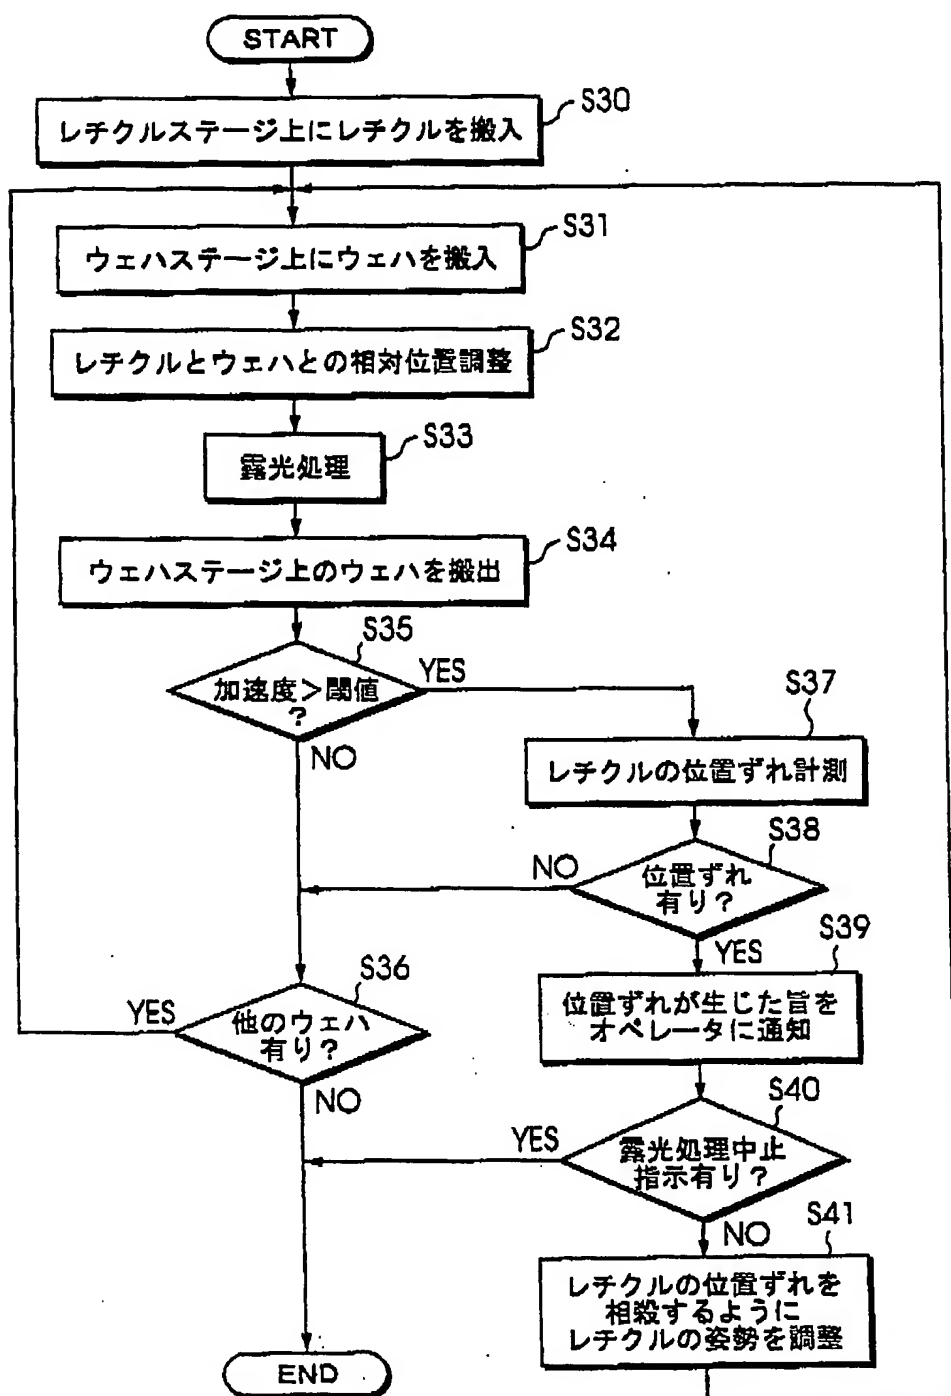 START
S30
レチクルステージ上にレチクルを搬入
S31
ウェハステージ上にウェハを搬入
S32
レチクルとウェハとの相対位置調整
S33
露光処理
S34
ウェハステージ上のウェハを搬出
S35
加速度＞閾値
？
YES
NO
S37
レチクルの位置ずれ計測
S38
位置ずれ
有り？
NO
YES
S36
他のウェハ
有り？
YES
NO
S39
位置ずれが生じた旨を
オペレータに通知
S40
露光処理中止
指示有り？
YES
NO
S41
レチクルの位置ずれを
相殺するように
レチクルの姿勢を調整
END